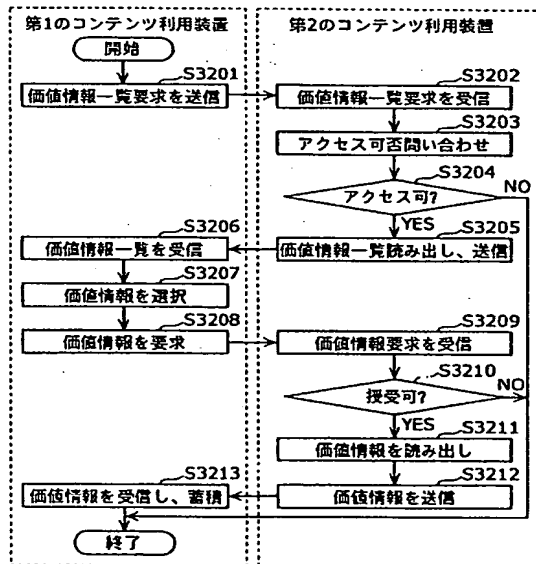 第1のコンテンツ利用装置
第2のコンテンツ利用装置
開始
S3201
価値情報一覧要求を送信
S3202
価値情報一覧要求を受信
S3203
アクセス可否問い合わせ
S3204
アクセス可?
NO
YES
S3205
価値情報一覧読み出し、送信
S3206
価値情報一覧を受信
S3207
価値情報を選択
S3208
価値情報を要求
S3209
価値情報要求を受信
S3210
授受可?
NO
YES
S3211
価値情報を読み出し
S3212
価値情報を送信
S3213
価値情報を受信し、蓄積
終了